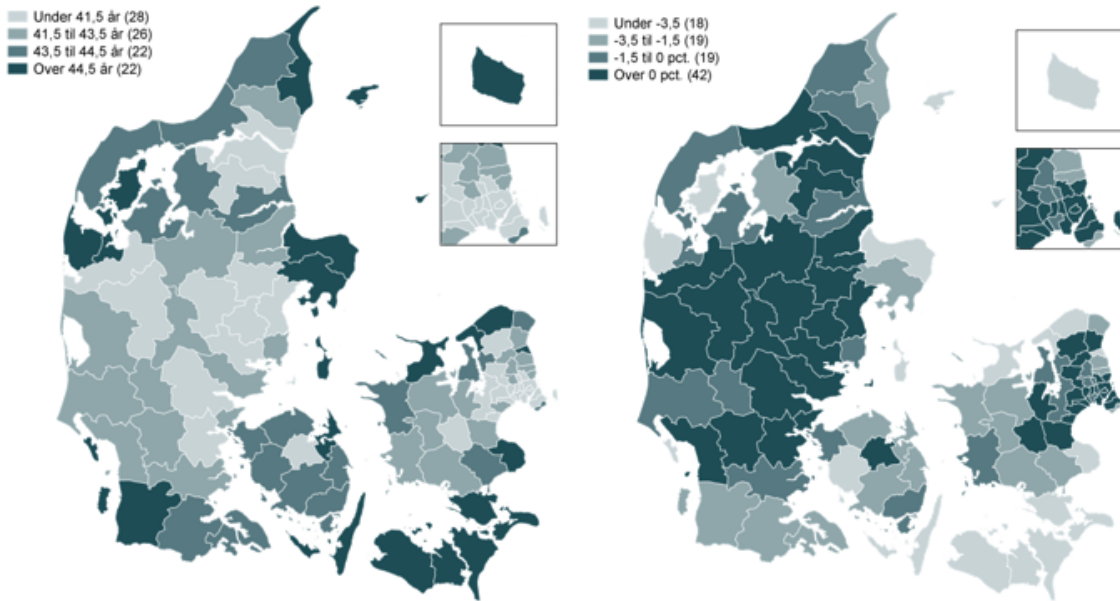 Under 41,5 år (28)
41,5 til 43,5 år (26)
43,5 til 44,5 år (22)
Over 44,5 år (22)
Under -3,5 (18)
-3,5 til -1,5 (19)
-1,5 til 0 pct. (19)
Over 0 pct. (42)